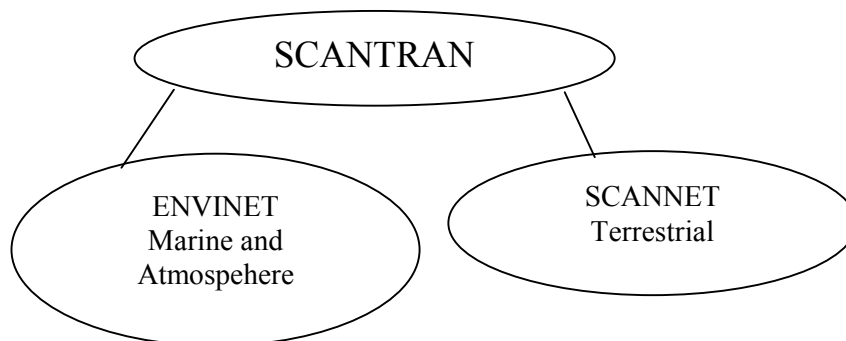 SCANTRAN
ENVINET
Marine and
Atmospehere
SCANNET
Terrestrial